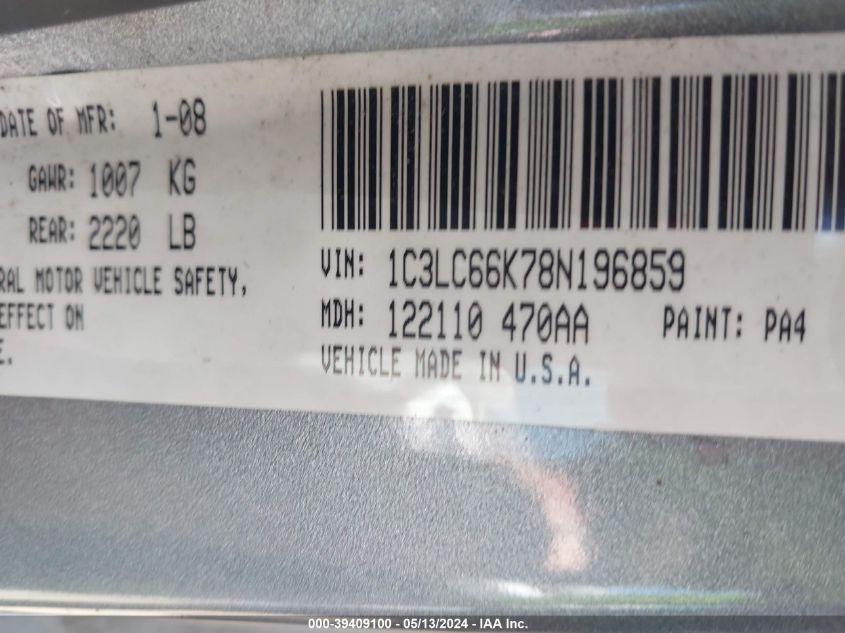 DATE OF MFR: 1-08
GAWR: 1007 KG
REAR: 2220 LB
RAL MOTOR VEHICLE SAFETY,
EFFECT ON
E.
VIN: 1C3LC66K78N196859
MDH: 122110 470AA PAINT: PA4
VEHICLE MADE IN U.S.A.
000-39409100 - 05/13/2024 - IAA Inc.